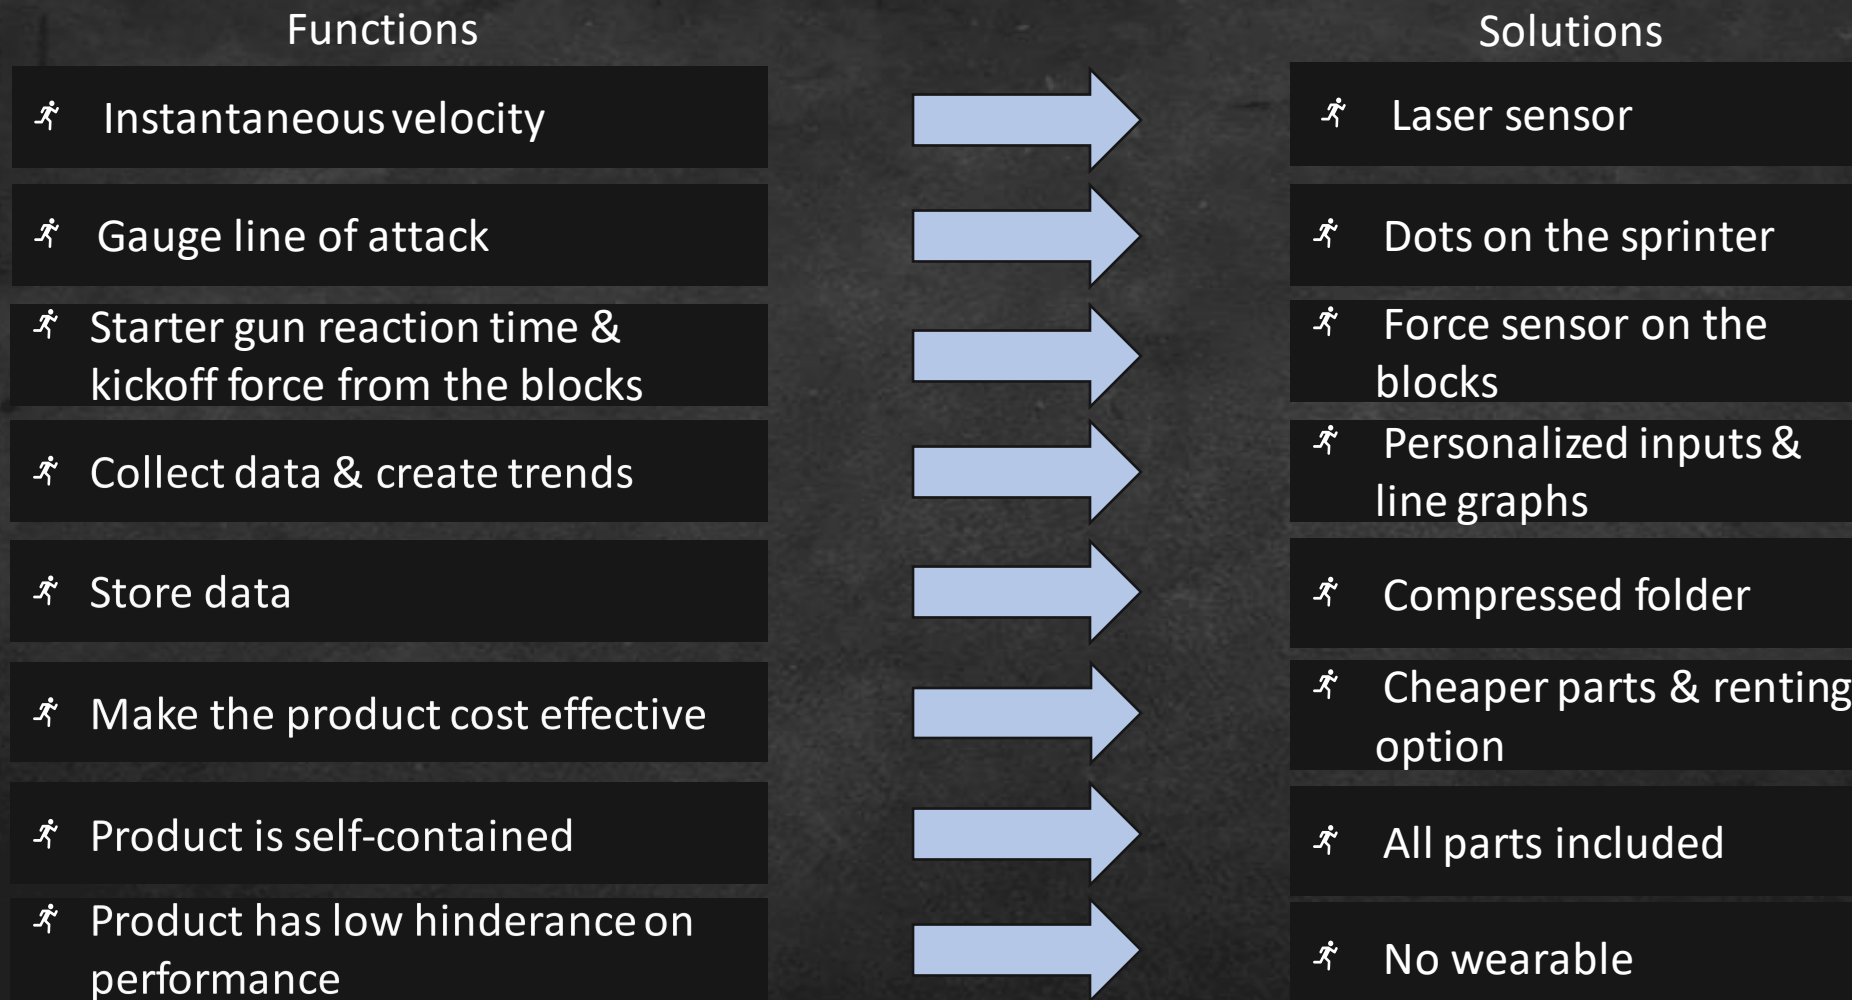 Functions
Solutions
Instantaneous velocity
Laser sensor
Gauge line of attack
Dots on the sprinter
Starter gun reaction time &
kickoff force from the blocks
Force sensor on the
blocks
Collect data & create trends
Personalized inputs &
line graphs
Store data
Compressed folder
Make the product cost effective
Cheaper parts & renting
option
Product is self-contained
All parts included
Product has low hinderance on
performance
No wearable